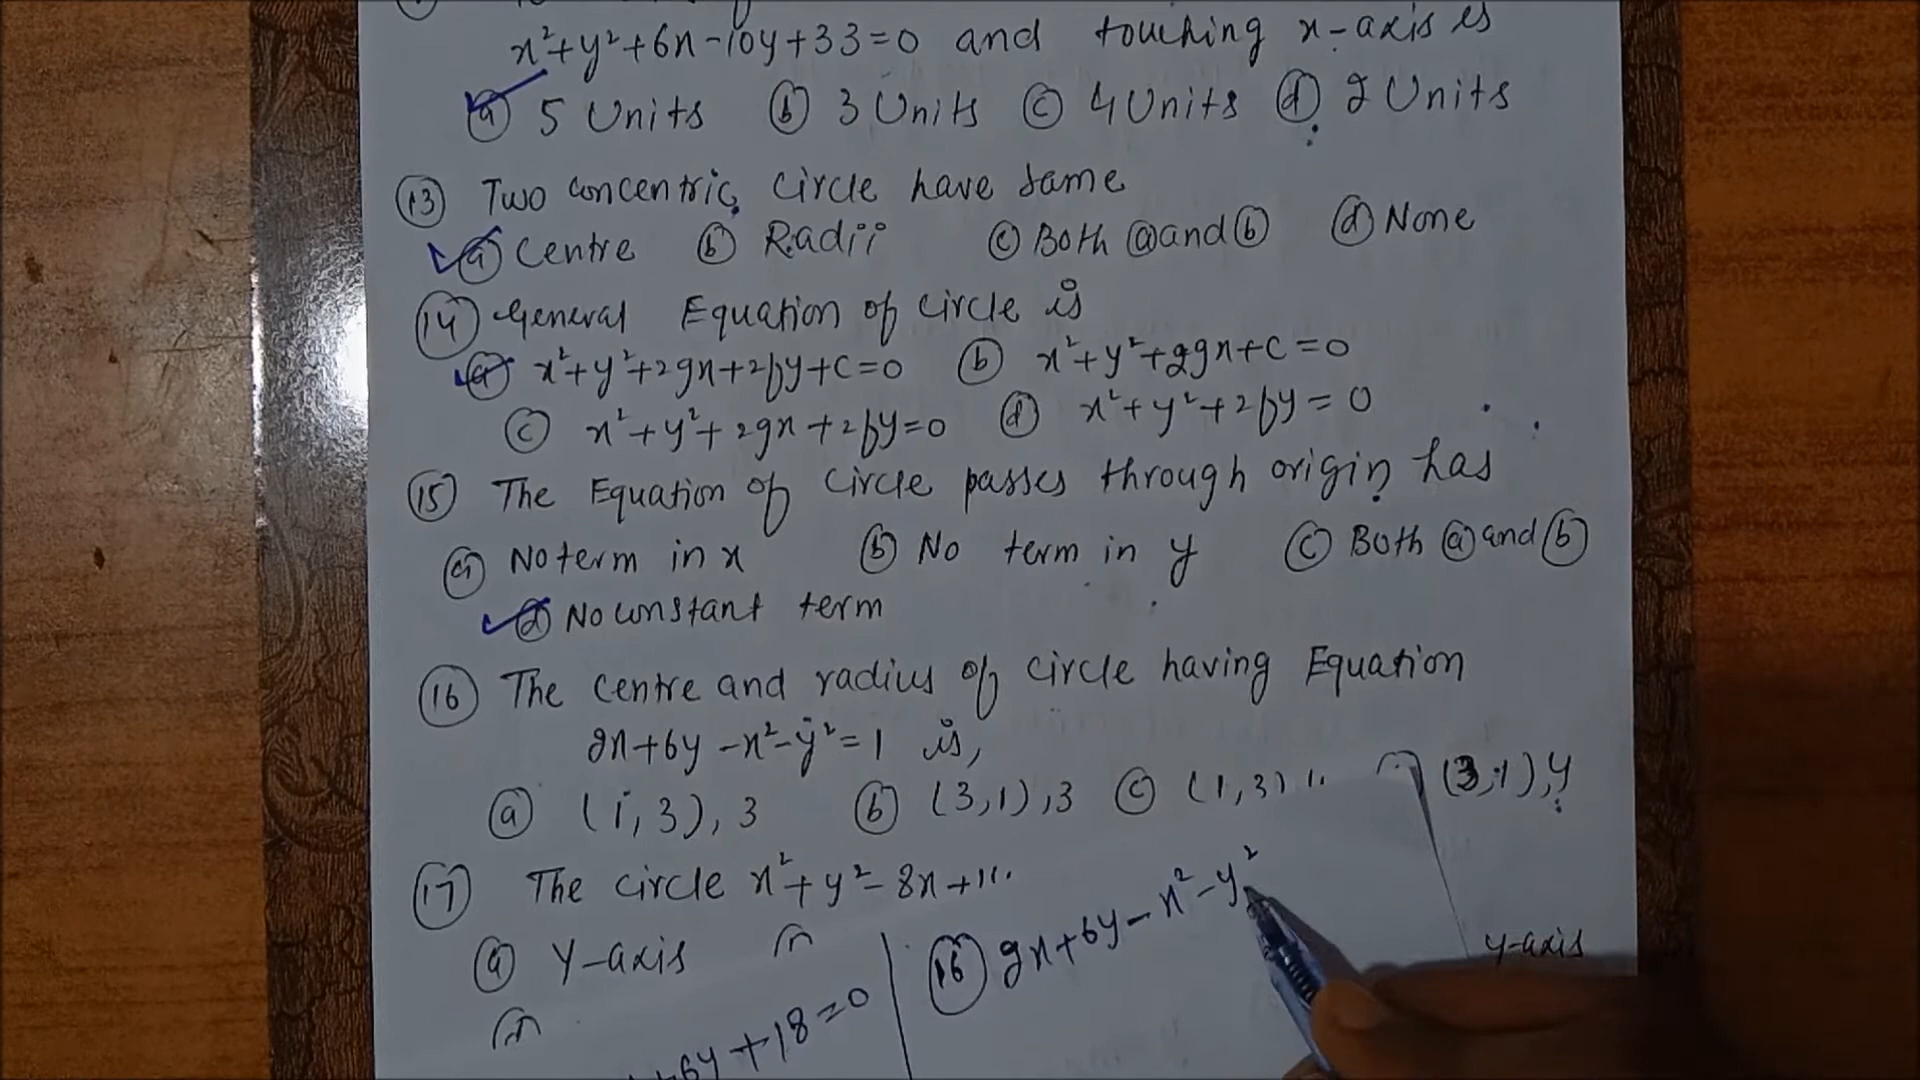 x²+y²+6x-10y+33=0 and touching x-axis is
ⓐ 5 Units ⓑ 3 Units ⓒ 4 Units ⓓ 2 Units
⑬ Two concentric circle have same
ⓐ Centre ⓑ Radii ⓒ Both ⓐ and ⓑ ⓓ None
⑭ General Equation of circle is
ⓐ x²+y²+2gx+2fy+c=0 ⓑ x²+y²+2gx+c=0
ⓒ x²+y²+2gx+2fy=0 ⓓ x²+y²+2fy=0
⑮ The Equation of circle passes through origin has
ⓐ No term in x ⓑ No term in y ⓒ Both ⓐ and ⓑ
ⓓ No constant term
⑯ The centre and radius of circle having Equation
2x+6y-x²-y²=1 is,
ⓐ (1,3), 3 ⓑ (3,1), 3 ⓒ (1,3) (3,1), 4
⑰ The circle x²+y²-8x+
ⓐ Y-axis y-axis
+6y+18=0
⑯ 2x+6y-x²-y²